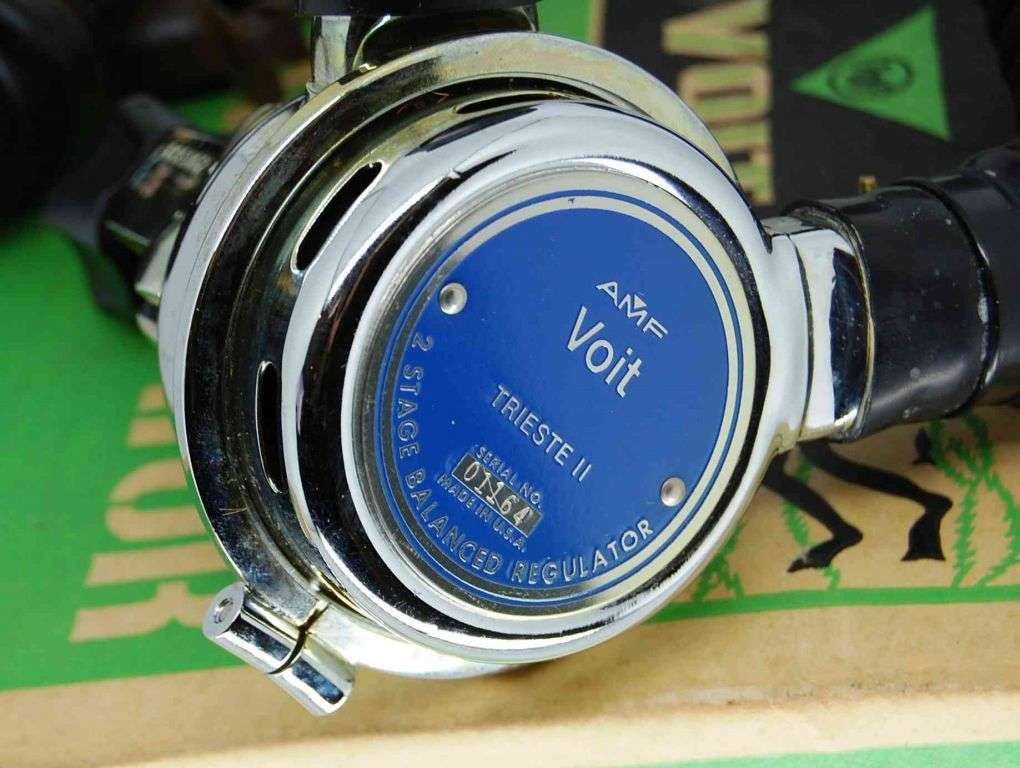 AMF
Voit
TRIESTE II
SERIAL NO.
01164
MADE IN U.S.A.
2 STAGE BALANCED REGULATOR